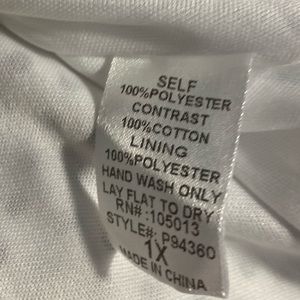 SELF
100%POLYESTER
CONTRAST
100%COTTON
LINING
100%POLYESTER
HAND WASH ONLY
LAY FLAT TO DRY
RN#:105013
STYLE#:P94360
1X
MADE IN CHINA